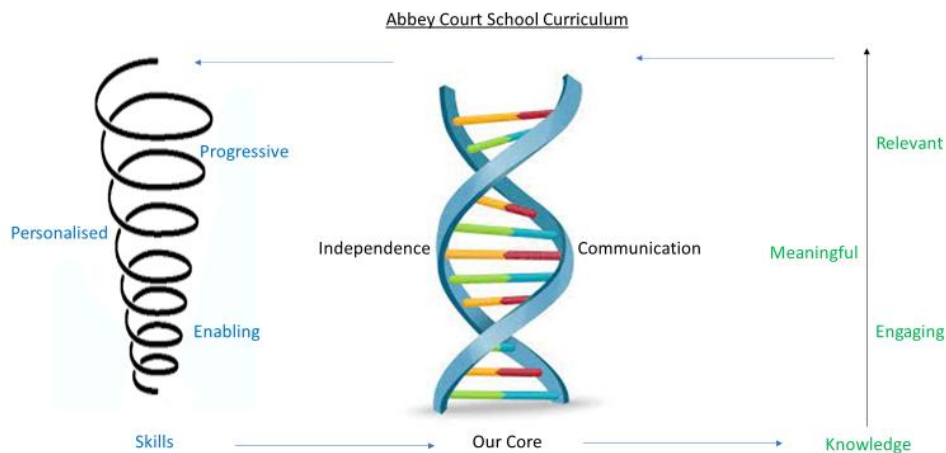 Abbey Court School Curriculum
Progressive
Relevant
Personalised
Independence
Communication
Meaningful
Enabling
Engaging
Skills
Our Core
Knowledge